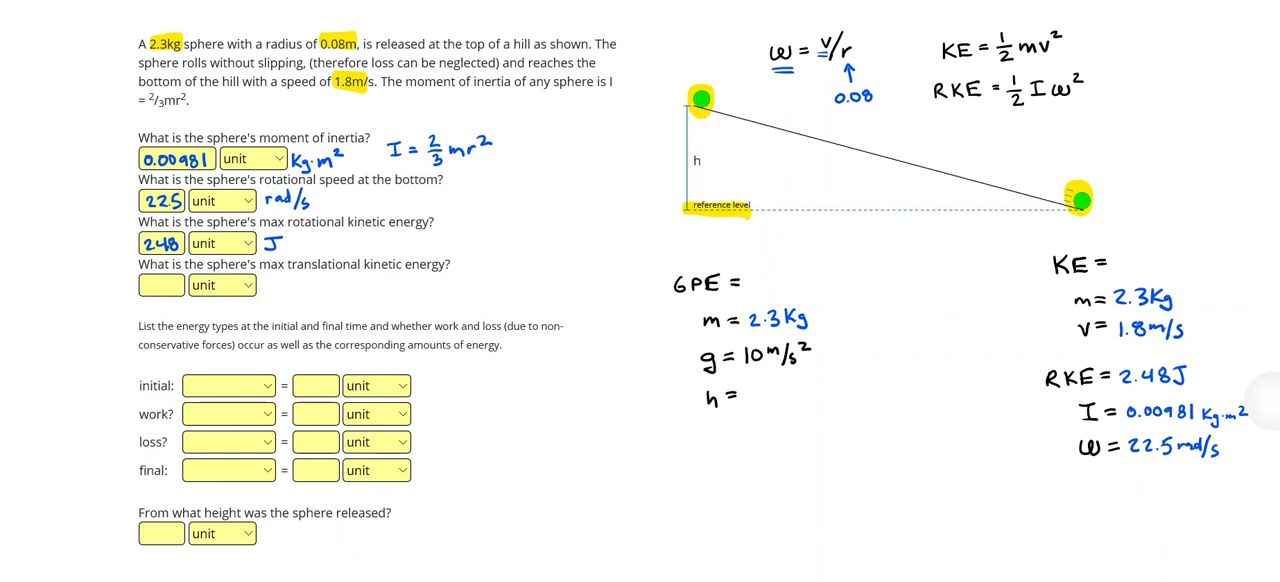 A 2.3kg sphere with a radius of 0.08m, is released at the top of a hill as shown. The
sphere rolls without slipping, (therefore loss can be neglected) and reaches the
bottom of the hill with a speed of 1.8m/s. The moment of inertia of any sphere is I
= ²/₃mr².
What is the sphere's moment of inertia?
0.00981 unit Kg·m² I = 2/3 mr²
What is the sphere's rotational speed at the bottom?
22.5 unit rad/s
What is the sphere's max rotational kinetic energy?
2.48 unit J
What is the sphere's max translational kinetic energy?
unit
List the energy types at the initial and final time and whether work and loss (due to non-
conservative forces) occur as well as the corresponding amounts of energy.
initial: = unit
work? = unit
loss? = unit
final: = unit
From what height was the sphere released?
unit
ω = v/r
0.08
KE = 1/2 mv²
RKE = 1/2 I ω²
h
reference level
GPE =
m = 2.3Kg
g = 10 m/s²
h =
KE =
m = 2.3Kg
v = 1.8m/s
RKE = 2.48J
I = 0.00981 Kg·m²
ω = 22.5 rad/s